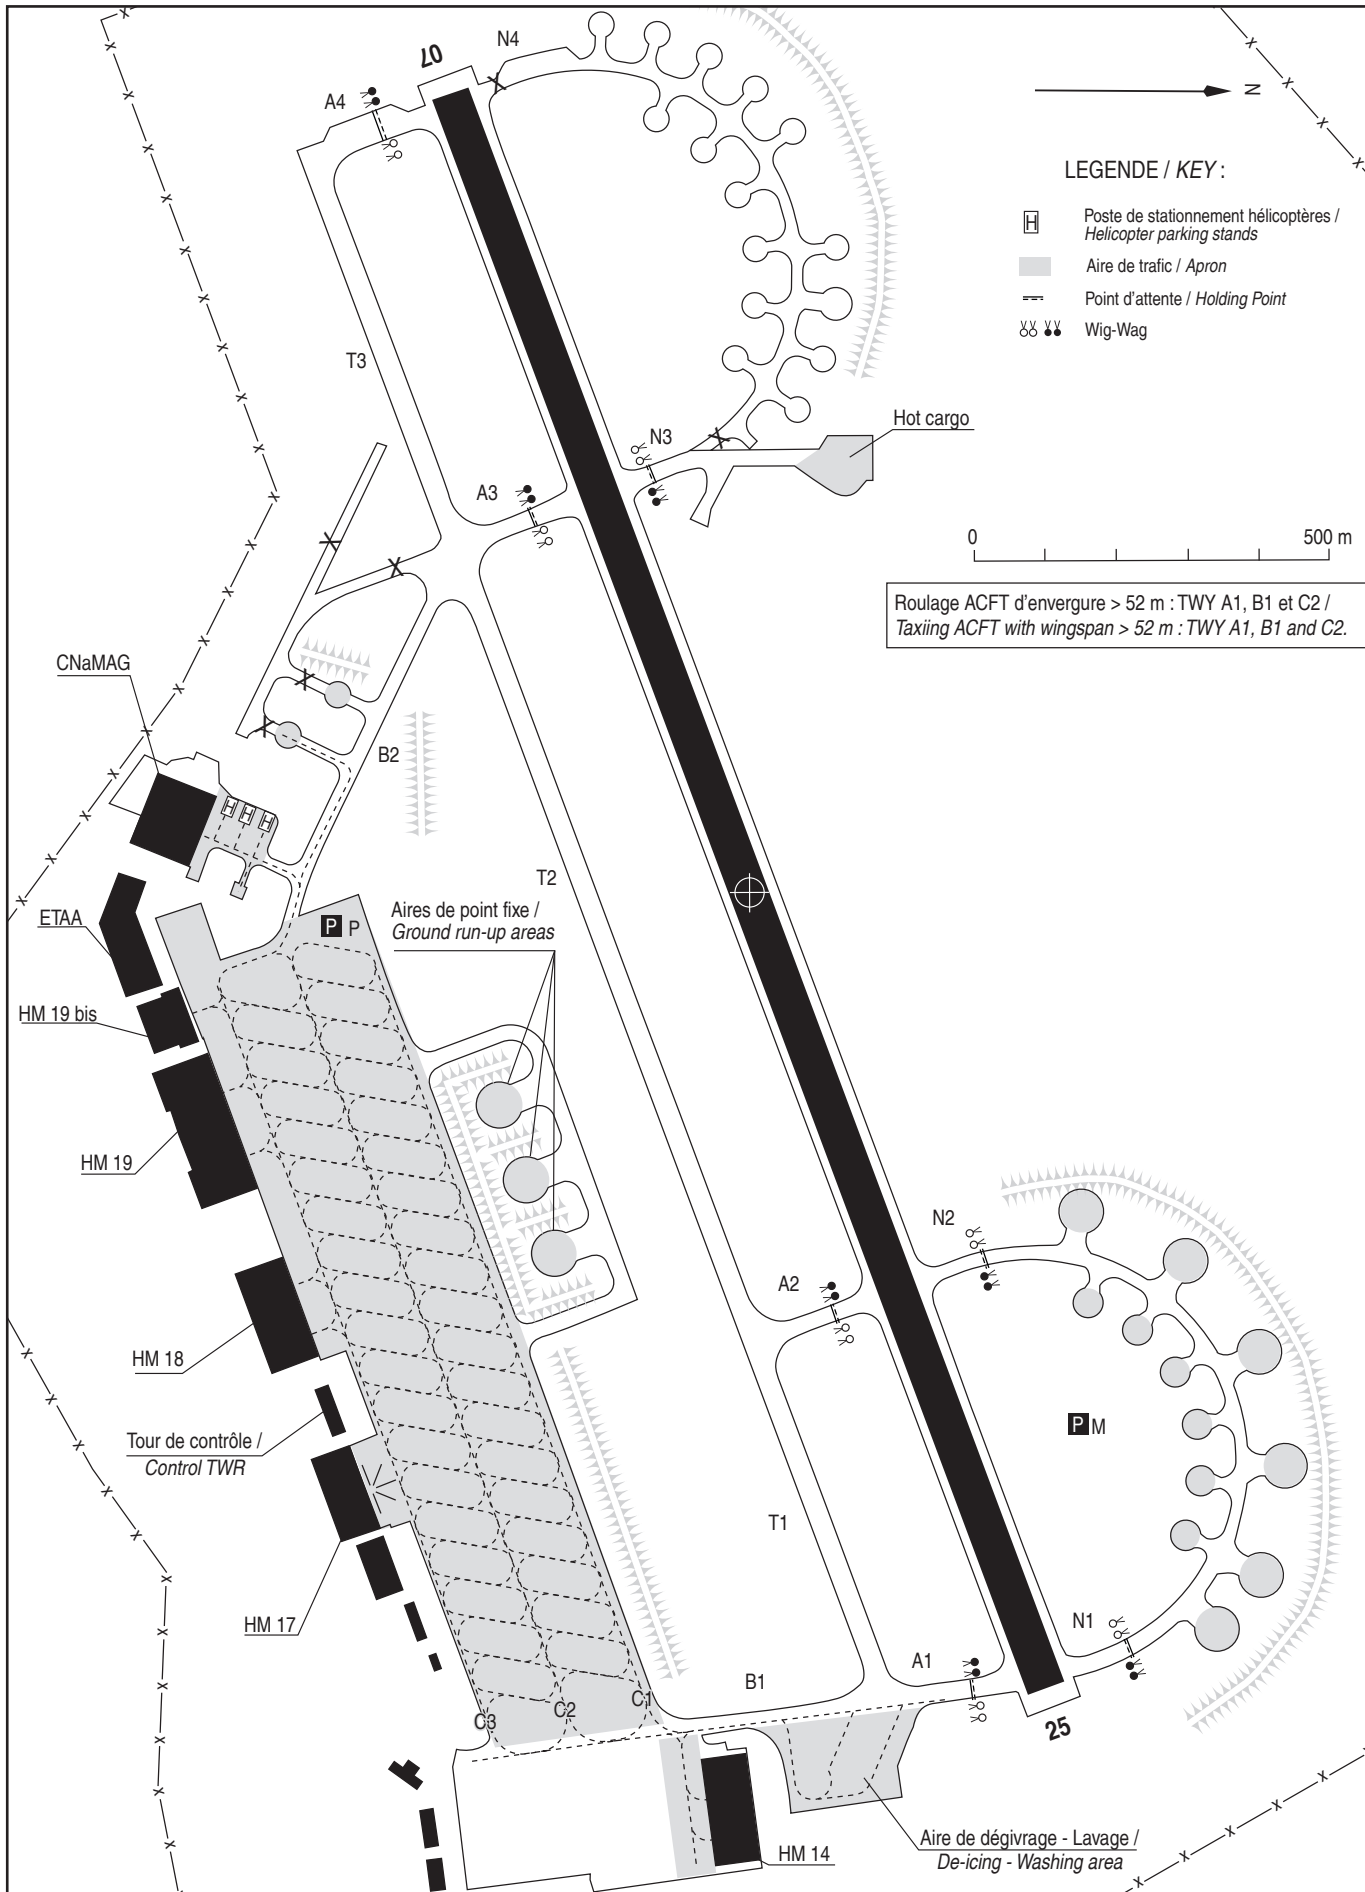 07
N4
A4
N
LEGENDE / KEY :
H
Poste de stationnement hélicoptères /
Helicopter parking stands
Aire de trafic / Apron
Point d'attente / Holding Point
Wig-Wag
T3
Hot cargo
N3
A3
0
500 m
Roulage ACFT d'envergure > 52 m : TWY A1, B1 et C2 /
Taxiing ACFT with wingspan > 52 m : TWY A1, B1 and C2.
CNaMAG
B2
H
H
H
T2
Aires de point fixe /
Ground run-up areas
ETAA
P P
HM 19 bis
HM 19
N2
A2
HM 18
P M
Tour de contrôle /
Control TWR
T1
HM 17
N1
A1
B1
C1
C2
C3
25
Aire de dégivrage - Lavage /
De-icing - Washing area
HM 14